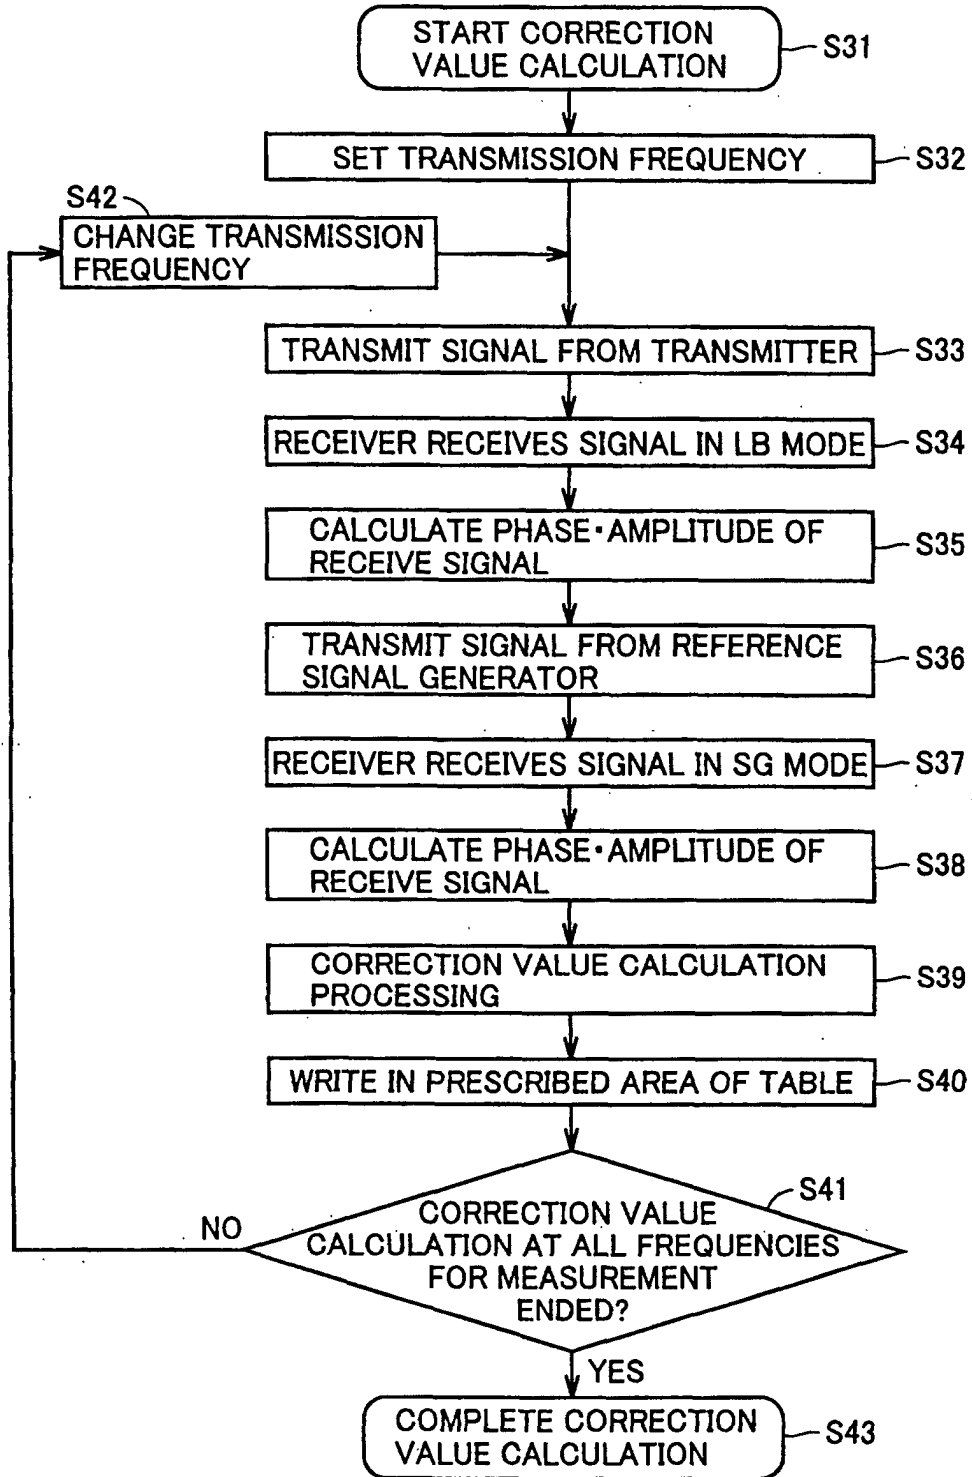 START CORRECTION
VALUE CALCULATION
S31
SET TRANSMISSION FREQUENCY
S32
S42
CHANGE TRANSMISSION
FREQUENCY
TRANSMIT SIGNAL FROM TRANSMITTER
S33
RECEIVER RECEIVES SIGNAL IN LB MODE
S34
CALCULATE PHASE・AMPLITUDE OF
RECEIVE SIGNAL
S35
TRANSMIT SIGNAL FROM REFERENCE
SIGNAL GENERATOR
S36
RECEIVER RECEIVES SIGNAL IN SG MODE
S37
CALCULATE PHASE・AMPLITUDE OF
RECEIVE SIGNAL
S38
CORRECTION VALUE CALCULATION
PROCESSING
S39
WRITE IN PRESCRIBED AREA OF TABLE
S40
S41
CORRECTION VALUE
CALCULATION AT ALL FREQUENCIES
FOR MEASUREMENT
ENDED?
NO
YES
COMPLETE CORRECTION
VALUE CALCULATION
S43